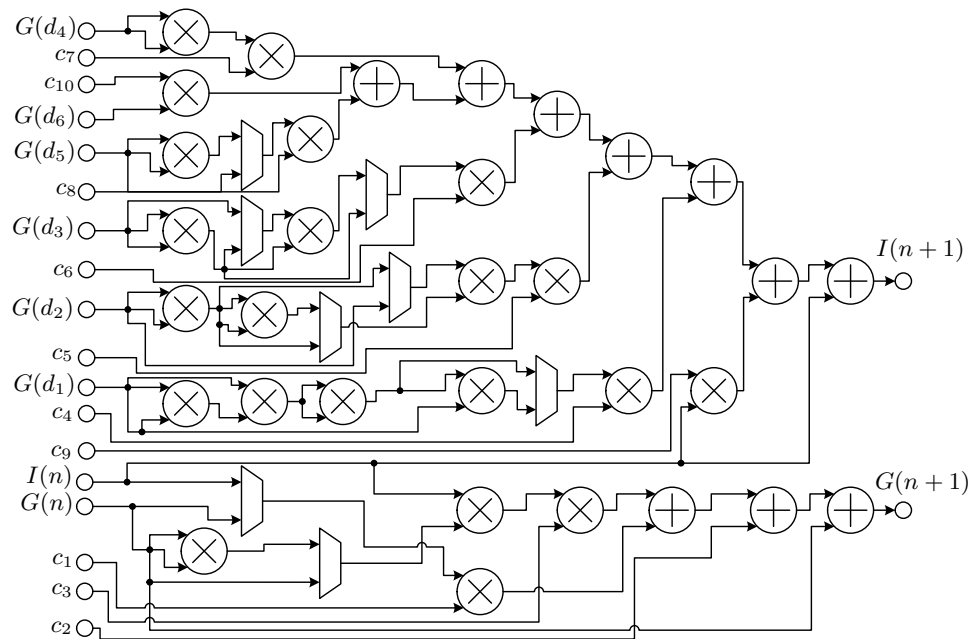 G(d₄)
c₇
c₁₀
G(d₆)
G(d₅)
c₈
G(d₃)
c₆
I(n + 1)
G(d₂)
c₅
G(d₁)
c₄
c₉
I(n)
G(n)
G(n + 1)
c₁
c₃
c₂